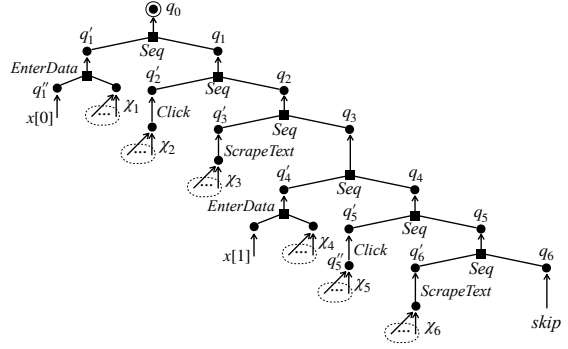 q₀
q₁′ Seq q₁
EnterData q₂′ Seq q₂
q₁″ χ₁ Click q₃′ Seq q₃
x[0] ... χ₂ ScrapeText
... χ₃ q₄′ Seq q₄
... EnterData q₅′ Seq q₅
x[1] χ₄ Click q₆′ Seq q₆
... q₅″ χ₅ ScrapeText
... χ₆ skip
...